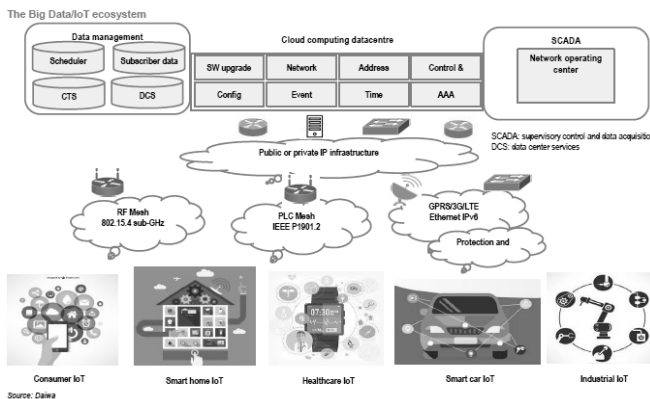 The Big Data/IoT ecosystem
Data management
Cloud computing datacentre
SCADA
Scheduler
Subscriber data
CTS
DCS
SW upgrade
Network
Address
Control &
Config
Event
Time
AAA
Network operating
center
SCADA: supervisory control and data acquisitio
DCS: data center services
Public or private IP infrastructure
RF Mesh
802.15.4 sub-GHz
PLC Mesh
IEEE P1901.2
GPRS/3G/LTE
Ethernet IPv6
Protection and
07:30
Consumer IoT
Smart home IoT
Healthcare IoT
Smart car IoT
Industrial IoT
Source: Daiwa